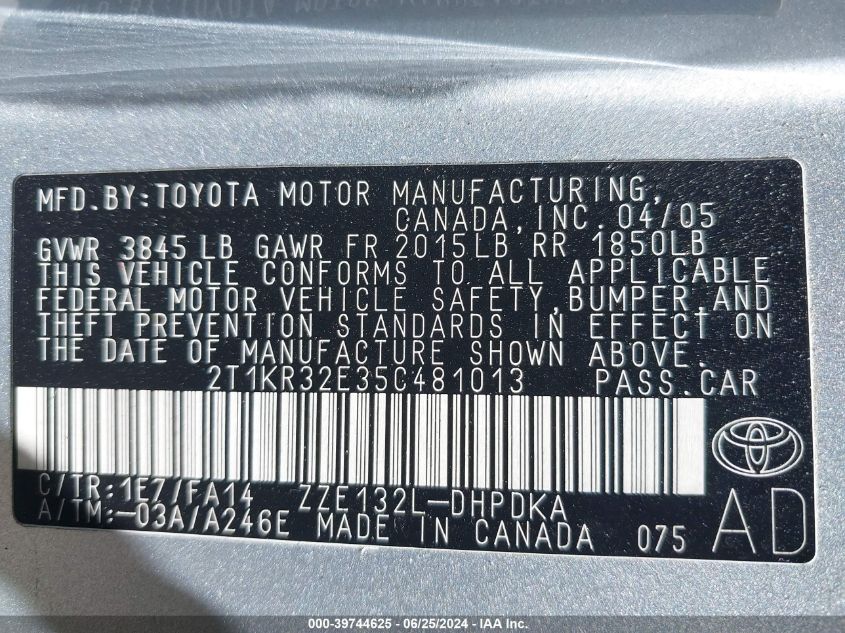 MFD.BY:TOYOTA MOTOR MANUFACTURING,
CANADA,INC. 04/05
GVWR 3845LB GAWR FR 2015LB RR 1850LB
THIS VEHICLE CONFORMS TO ALL APPLICABLE
FEDERAL MOTOR VEHICLE SAFETY,BUMPER,AND
THEFT PREVENTION STANDARDS IN EFFECT ON
THE DATE OF MANUFACTURE SHOWN ABOVE.
2T1KR32E35C481013 PASS.CAR
C/TR:1E7/FA14 ZZE132L-DHPDKA
A/TM:-03A/A246E MADE IN CANADA 075 AD
000-39744625 - 06/25/2024 - IAA Inc.